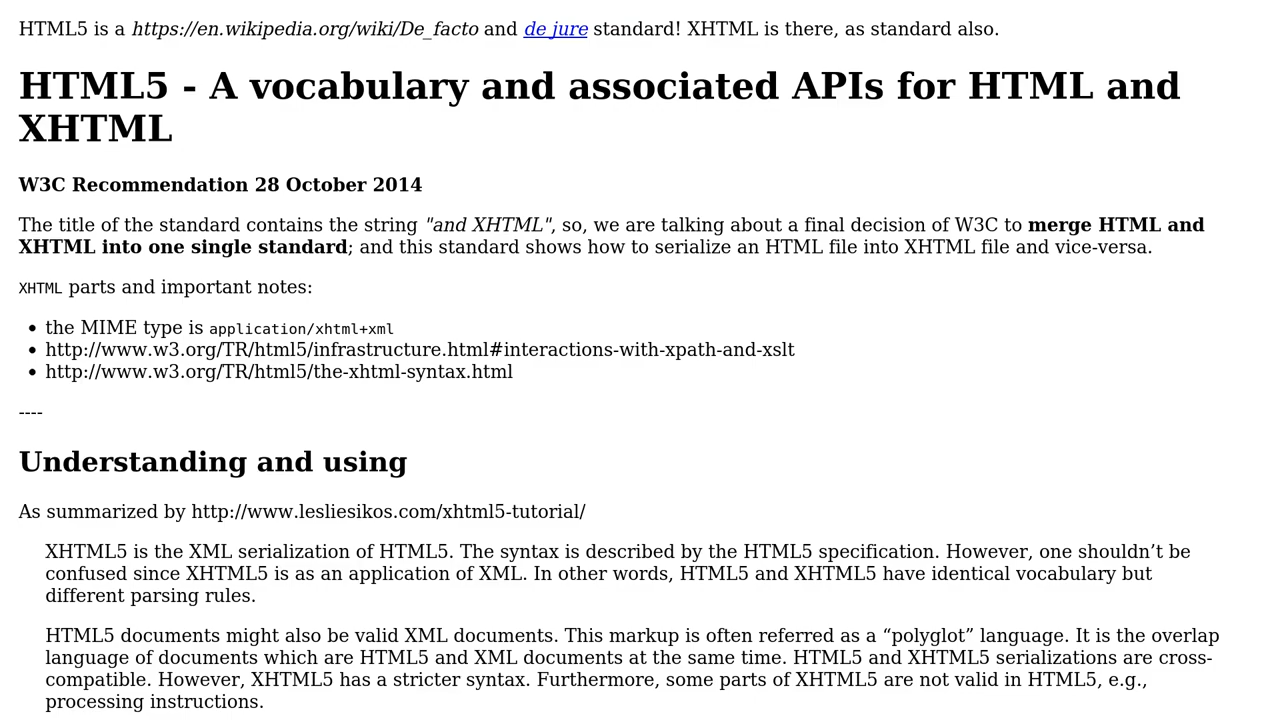 HTML5 is a https://en.wikipedia.org/wiki/De_facto and de jure standard! XHTML is there, as standard also.
HTML5 - A vocabulary and associated APIs for HTML and
XHTML
W3C Recommendation 28 October 2014
The title of the standard contains the string "and XHTML", so, we are talking about a final decision of W3C to merge HTML and
XHTML into one single standard; and this standard shows how to serialize an HTML file into XHTML file and vice-versa.
XHTML parts and important notes:
• the MIME type is application/xhtml+xml
• http://www.w3.org/TR/html5/infrastructure.html#interactions-with-xpath-and-xslt
• http://www.w3.org/TR/html5/the-xhtml-syntax.html
----
Understanding and using
As summarized by http://www.lesliesikos.com/xhtml5-tutorial/
XHTML5 is the XML serialization of HTML5. The syntax is described by the HTML5 specification. However, one shouldn’t be
confused since XHTML5 is as an application of XML. In other words, HTML5 and XHTML5 have identical vocabulary but
different parsing rules.
HTML5 documents might also be valid XML documents. This markup is often referred as a “polyglot” language. It is the overlap
language of documents which are HTML5 and XML documents at the same time. HTML5 and XHTML5 serializations are cross-
compatible. However, XHTML5 has a stricter syntax. Furthermore, some parts of XHTML5 are not valid in HTML5, e.g.,
processing instructions.